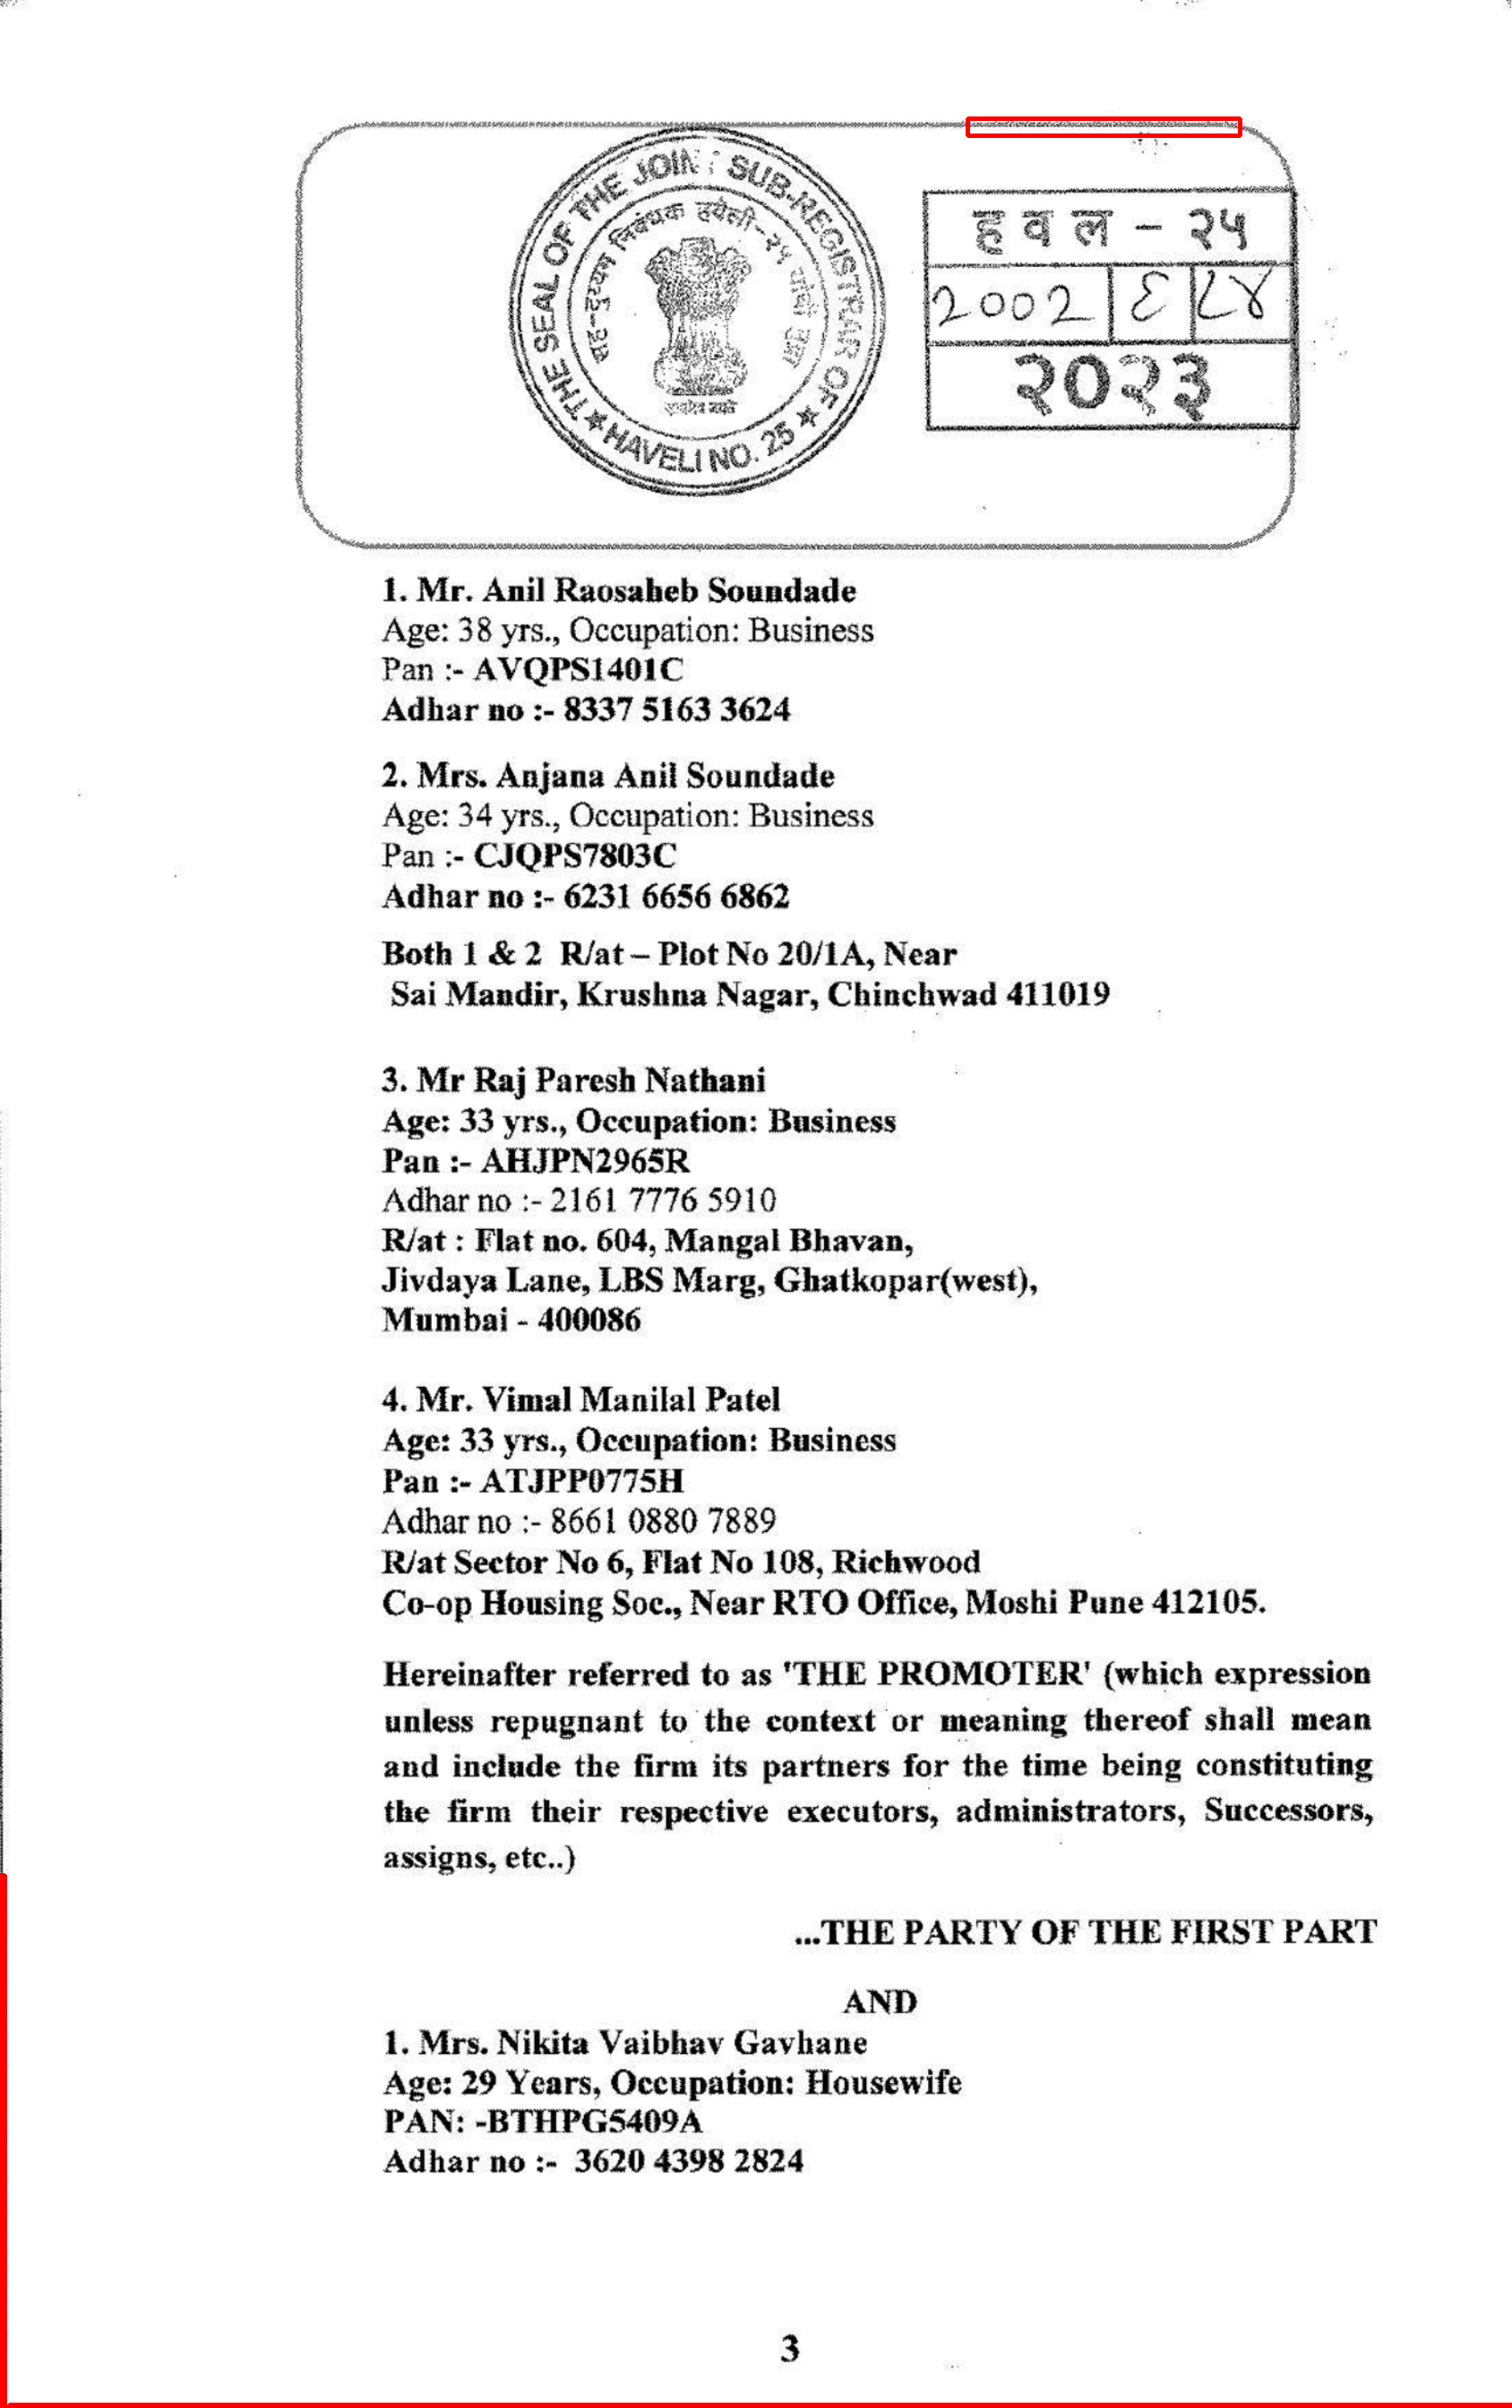 THE SEAL OF THE JOINT SUB-REGISTRAR OF
HAVELI NO. 25
सह-दुय्यम निबंधक हवेली-२५ यांची मुद्रा
सत्यमेव जयते
हवल - २५
2002 ६ ८४
२०२३
1. Mr. Anil Raosaheb Soundade
Age: 38 yrs., Occupation: Business
Pan :- AVQPS1401C
Adhar no :- 8337 5163 3624
2. Mrs. Anjana Anil Soundade
Age: 34 yrs., Occupation: Business
Pan :- CJQPS7803C
Adhar no :- 6231 6656 6862
Both 1 & 2 R/at – Plot No 20/1A, Near
Sai Mandir, Krushna Nagar, Chinchwad 411019
3. Mr Raj Paresh Nathani
Age: 33 yrs., Occupation: Business
Pan :- AHJPN2965R
Adhar no :- 2161 7776 5910
R/at : Flat no. 604, Mangal Bhavan,
Jivdaya Lane, LBS Marg, Ghatkopar(west),
Mumbai - 400086
4. Mr. Vimal Manilal Patel
Age: 33 yrs., Occupation: Business
Pan :- ATJPP0775H
Adhar no :- 8661 0880 7889
R/at Sector No 6, Flat No 108, Richwood
Co-op Housing Soc., Near RTO Office, Moshi Pune 412105.
Hereinafter referred to as 'THE PROMOTER' (which expression
unless repugnant to the context or meaning thereof shall mean
and include the firm its partners for the time being constituting
the firm their respective executors, administrators, Successors,
assigns, etc..)
...THE PARTY OF THE FIRST PART
AND
1. Mrs. Nikita Vaibhav Gavhane
Age: 29 Years, Occupation: Housewife
PAN: -BTHPG5409A
Adhar no :- 3620 4398 2824
3